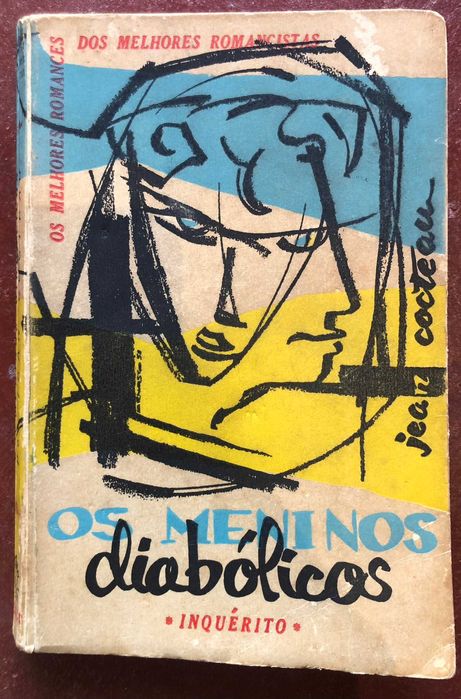 OS MELHORES ROMANCES
DOS MELHORES ROMANCISTAS
jean cocteau
OS MENINOS
diabólicos
* INQUÉRITO *